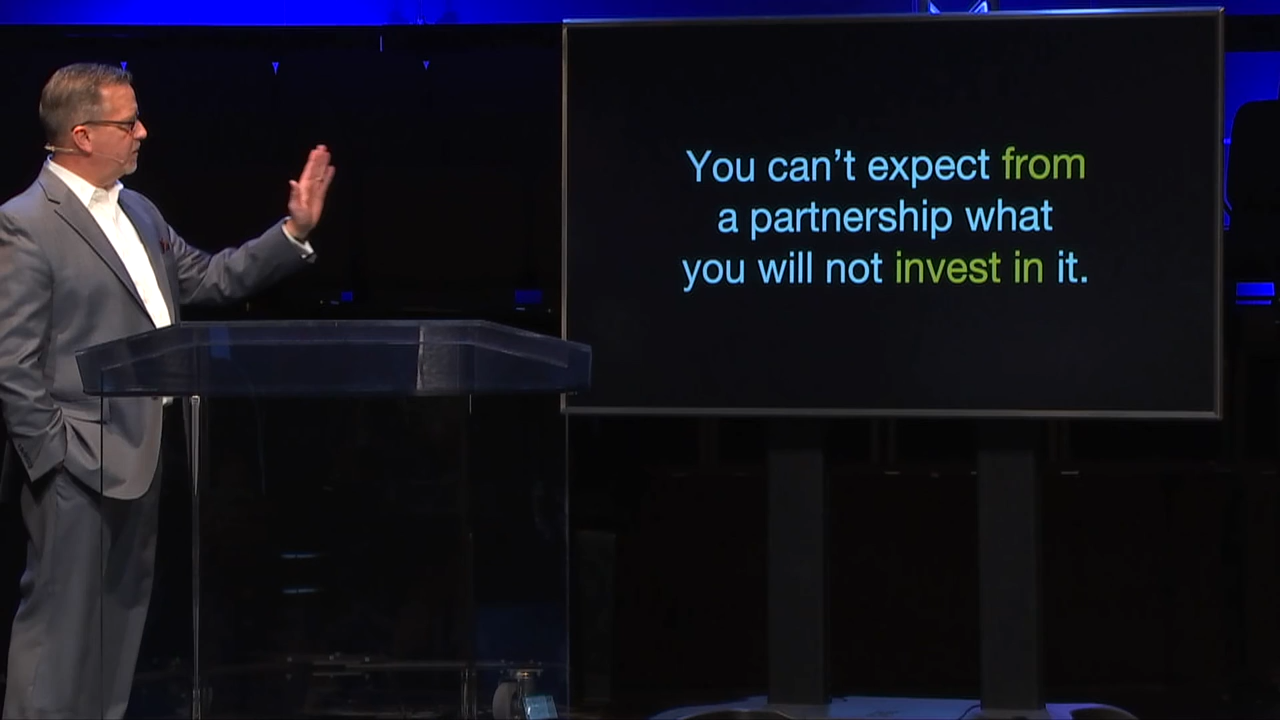 You can’t expect from
a partnership what
you will not invest in it.